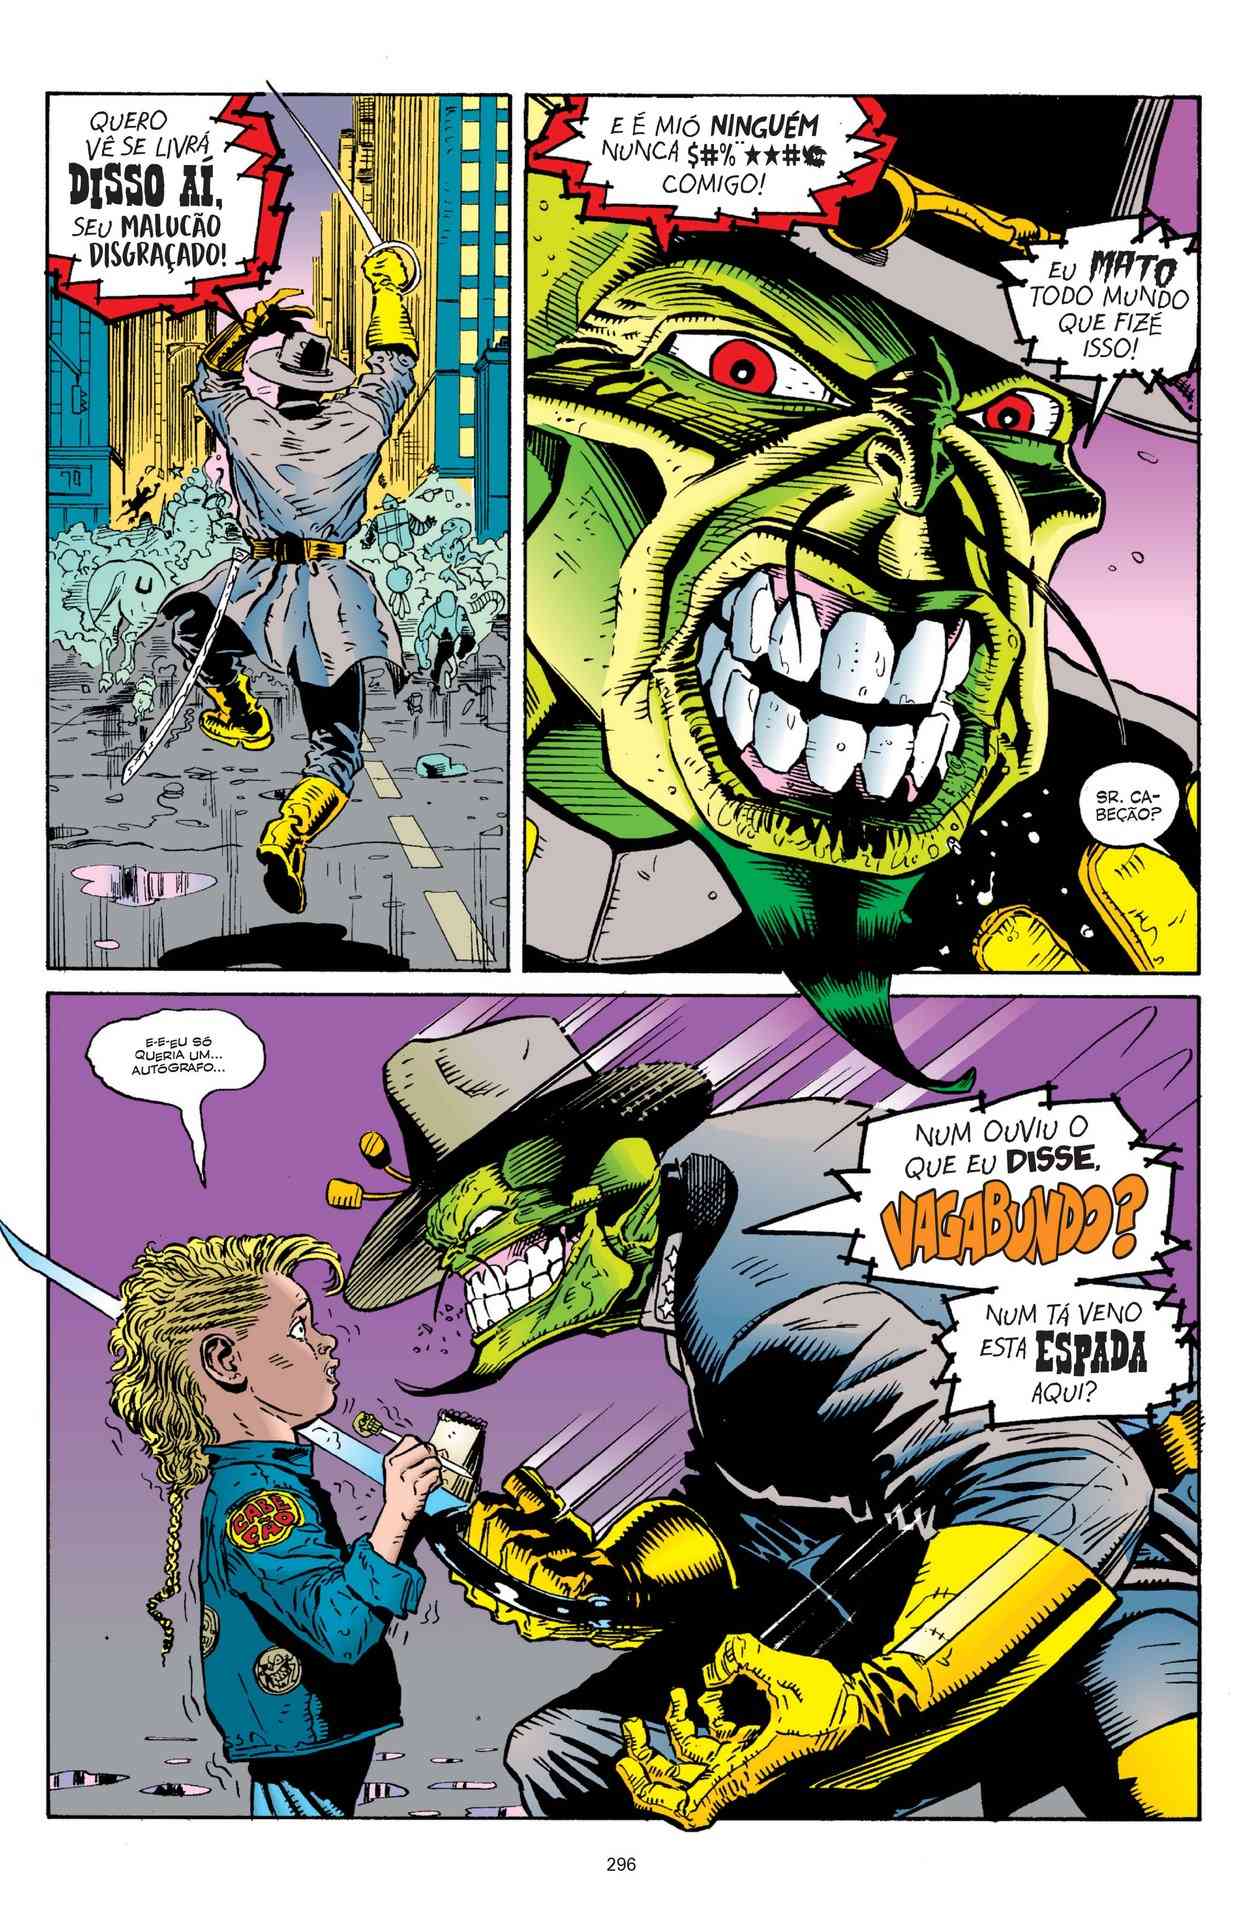 QUERO
VÊ SE LIVRÁ
DISSO AÍ,
SEU MALUCÃO
DISGRAÇADO!
E É MIÓ NINGUÉM
NUNCA $#%¨★★#
COMIGO!
EU MATO
TODO MUNDO
QUE FIZÉ
ISSO!
SR. CA-
BEÇÃO?
E-E-EU SÓ
QUERIA UM...
AUTÓGRAFO...
NUM OUVIU O
QUE EU DISSE,
VAGABUNDO?
NUM TÁ VENO
ESTA ESPADA
AQUI?
CABE
ÇÃO
296